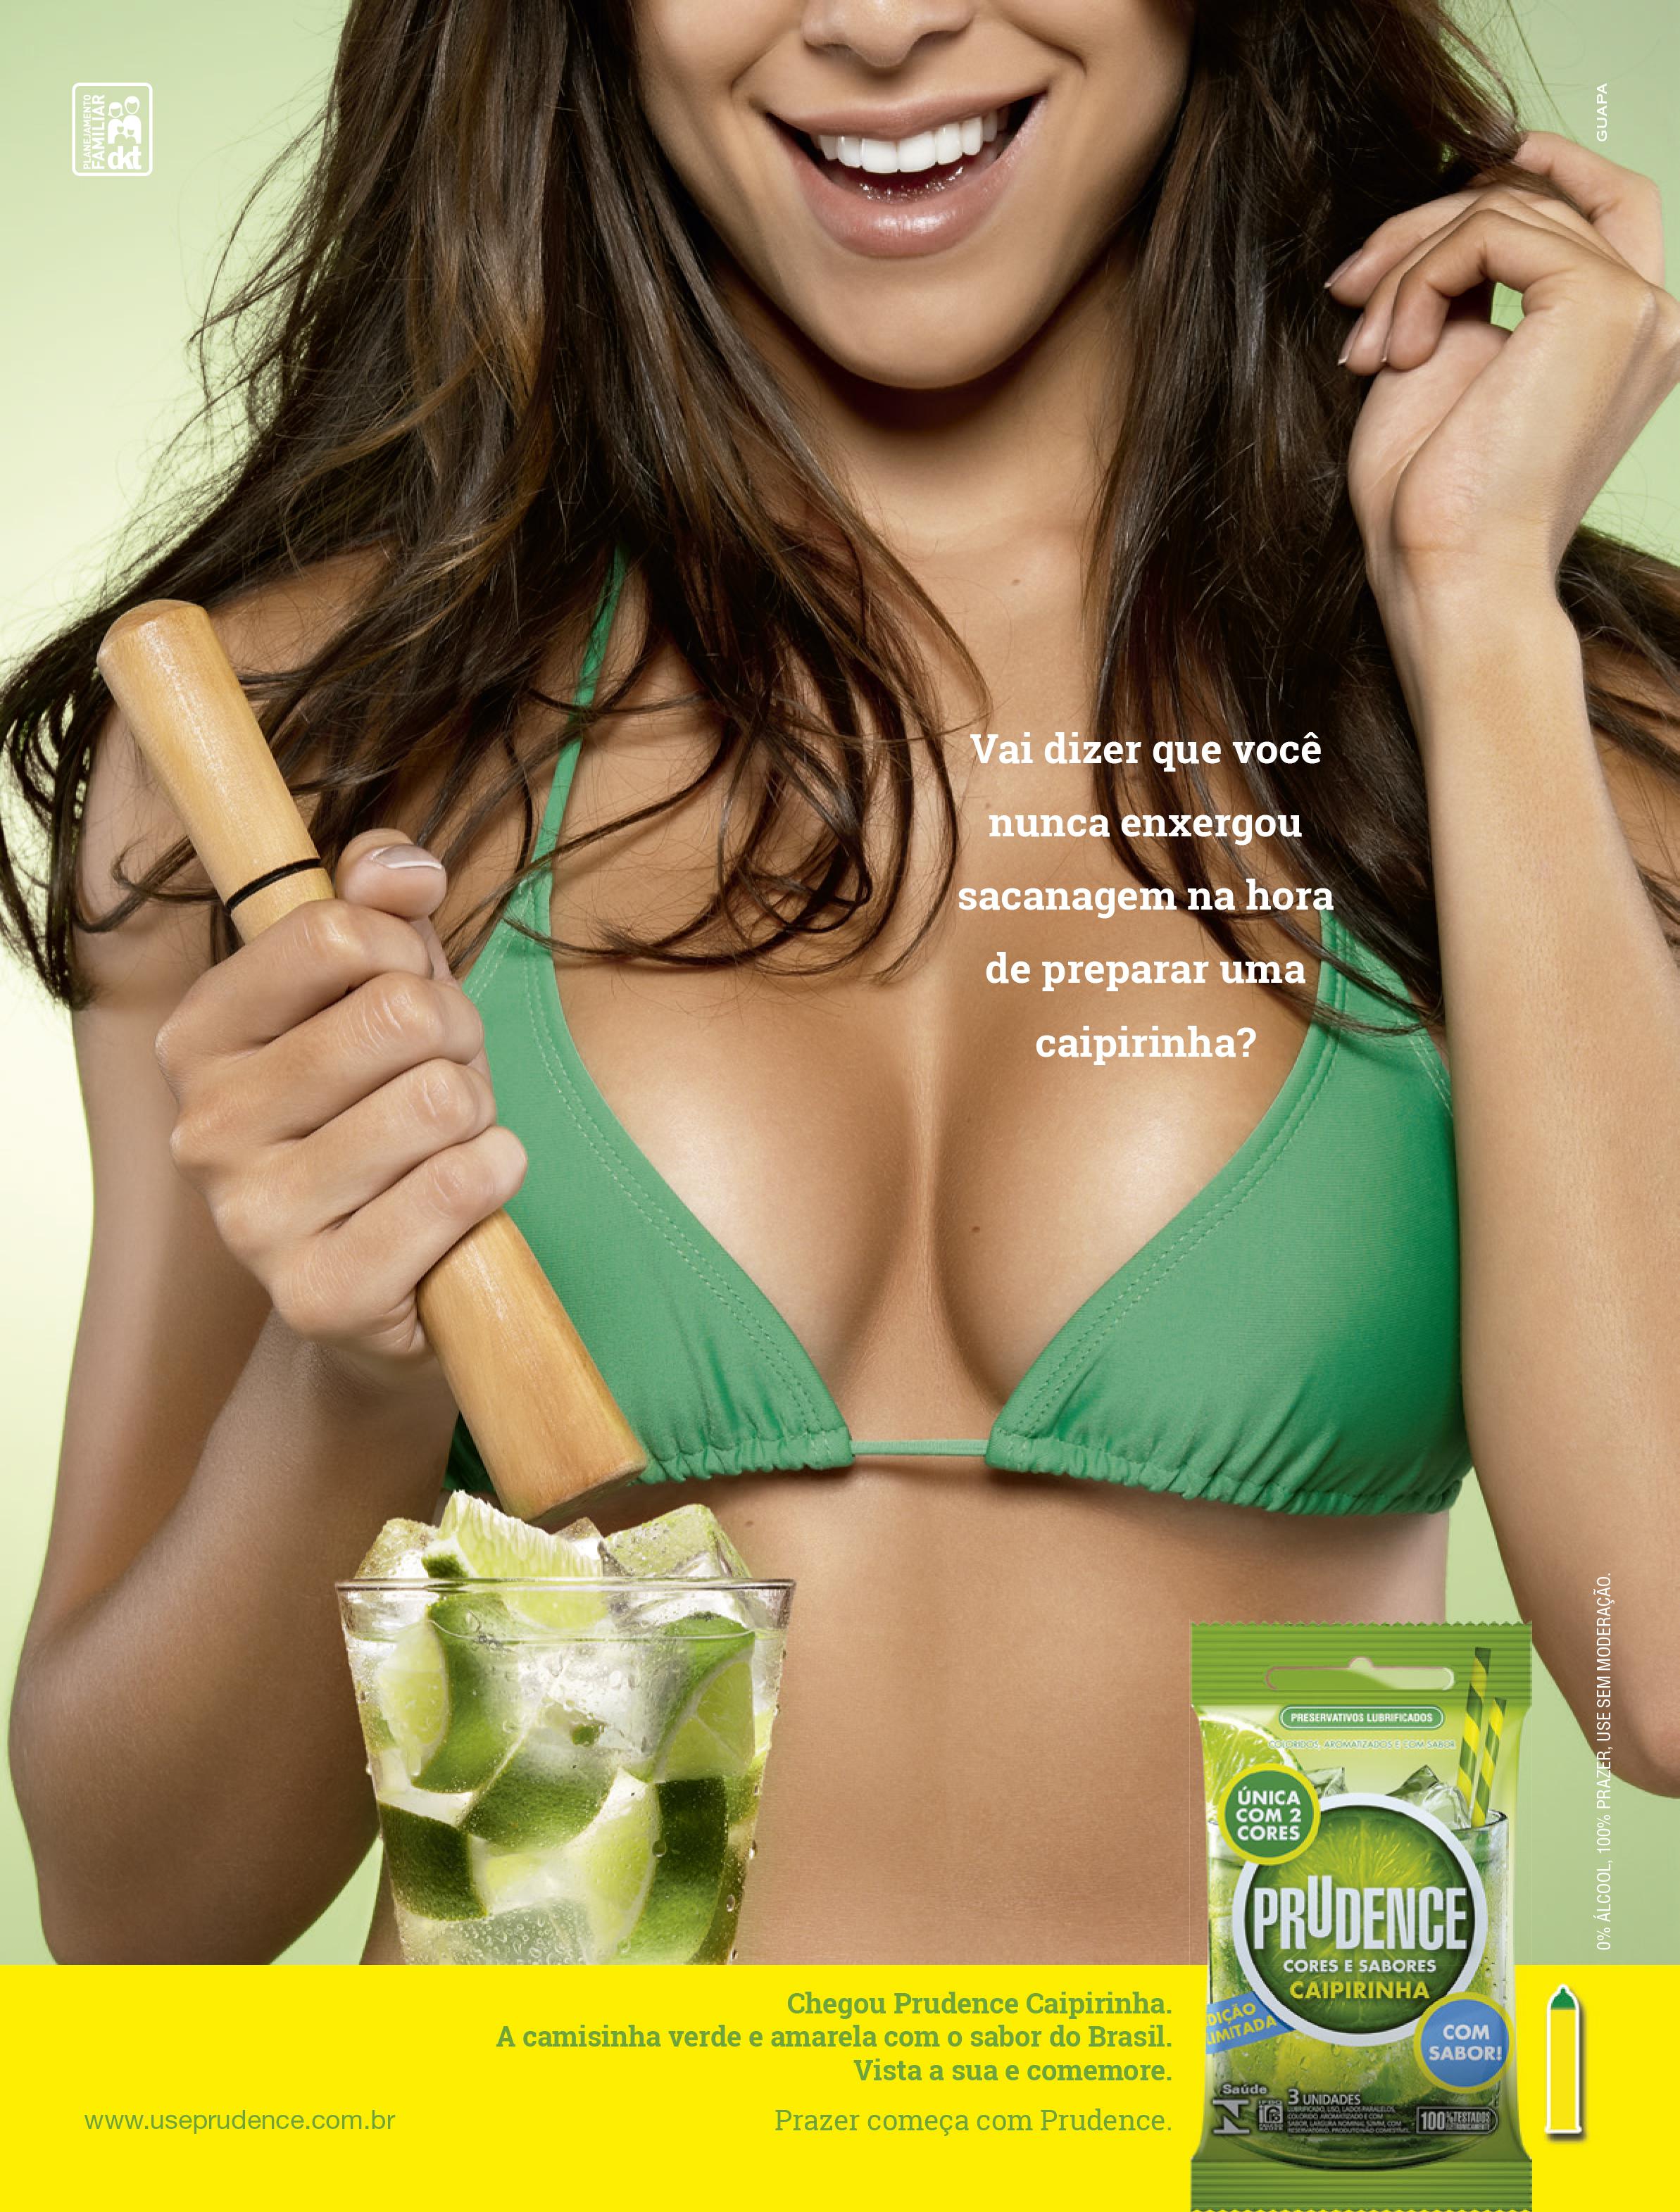 PLANEJAMENTO
FAMILIAR
dkt
GUAPA
Vai dizer que você
nunca enxergou
sacanagem na hora
de preparar uma
caipirinha?
0% ÁLCOOL, 100% PRAZER, USE SEM MODERAÇÃO.
PRESERVATIVOS LUBRIFICADOS
COLORIDOS, AROMATIZADOS E COM SABOR
ÚNICA
COM 2
CORES
PRUDENCE
CORES E SABORES
CAIPIRINHA
EDIÇÃO
LIMITADA
COM
SABOR!
Saúde
3 UNIDADES
100% TESTADOS
Chegou Prudence Caipirinha.
A camisinha verde e amarela com o sabor do Brasil.
Vista a sua e comemore.
www.useprudence.com.br
Prazer começa com Prudence.